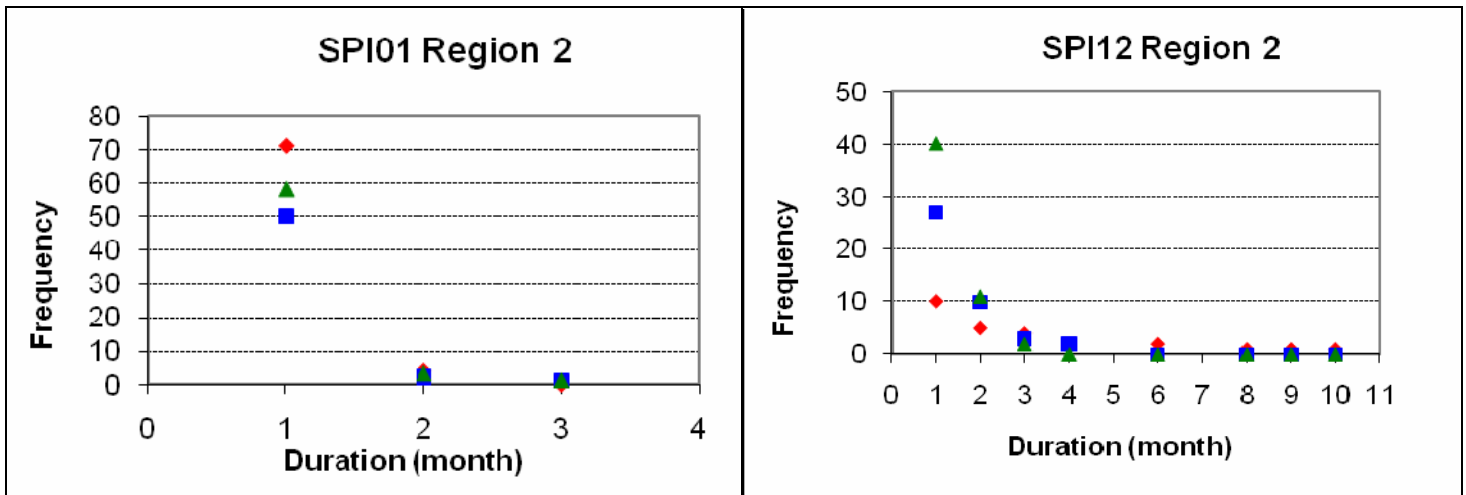 SPI01 Region 2
80
70
60
50
40
30
20
10
0
Frequency
0 1 2 3 4
Duration (month)
SPI12 Region 2
50
40
30
20
10
0
Frequency
0 1 2 3 4 5 6 7 8 9 10 11
Duration (month)